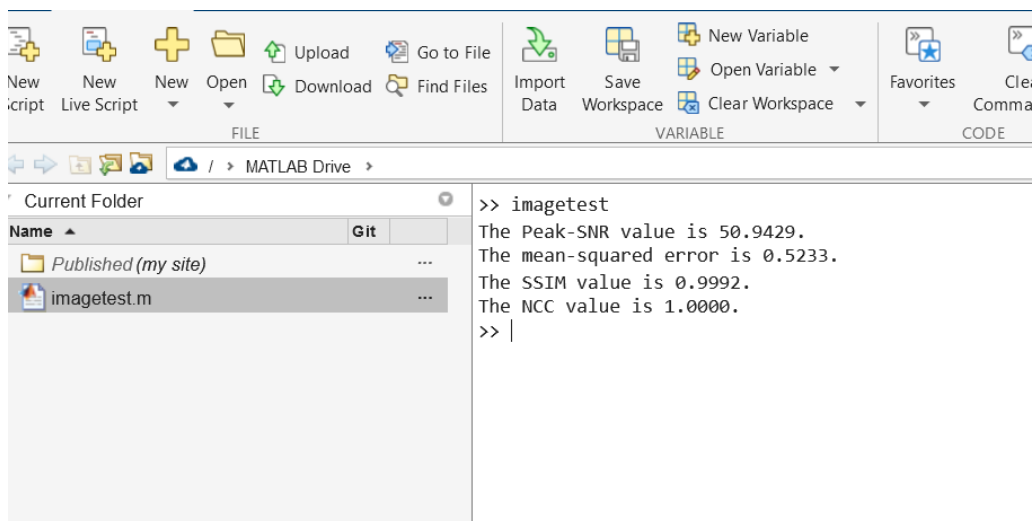 New Script
New Live Script
New
Open
Upload
Download
Go to File
Find Files
FILE
Import Data
Save Workspace
New Variable
Open Variable
Clear Workspace
VARIABLE
Favorites
CODE
/ > MATLAB Drive >
Current Folder
Name Git
Published (my site) ...
imagetest.m ...
>> imagetest
The Peak-SNR value is 50.9429.
The mean-squared error is 0.5233.
The SSIM value is 0.9992.
The NCC value is 1.0000.
>>